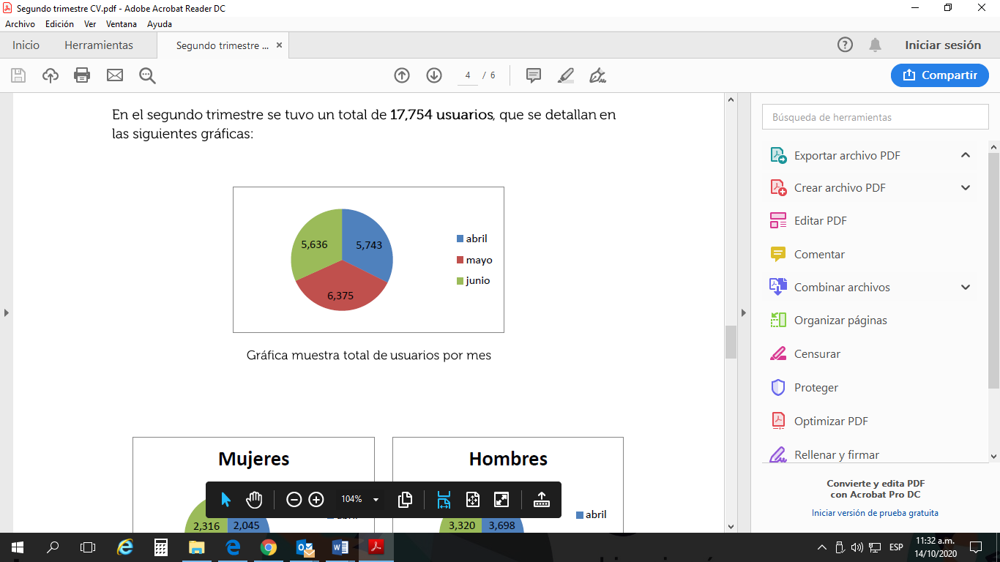 Segundo trimestre CV.pdf - Adobe Acrobat Reader DC
Archivo Edición Ver Ventana Ayuda
Inicio Herramientas Segundo trimestre ... × Iniciar sesión
4 / 6 Compartir
En el segundo trimestre se tuvo un total de 17,754 usuarios, que se detallan en
las siguientes gráficas:
5,636 5,743
6,375
abril
mayo
junio
Gráfica muestra total de usuarios por mes
Mujeres
2,316 2,045
Hombres
3,320 3,698
abril
104%
Búsqueda de herramientas
Exportar archivo PDF
Crear archivo PDF
Editar PDF
Comentar
Combinar archivos
Organizar páginas
Censurar
Proteger
Optimizar PDF
Rellenar y firmar
Convierte y edita PDF
con Acrobat Pro DC
Iniciar versión de prueba gratuita
ESP
11:32 a.m.
14/10/2020